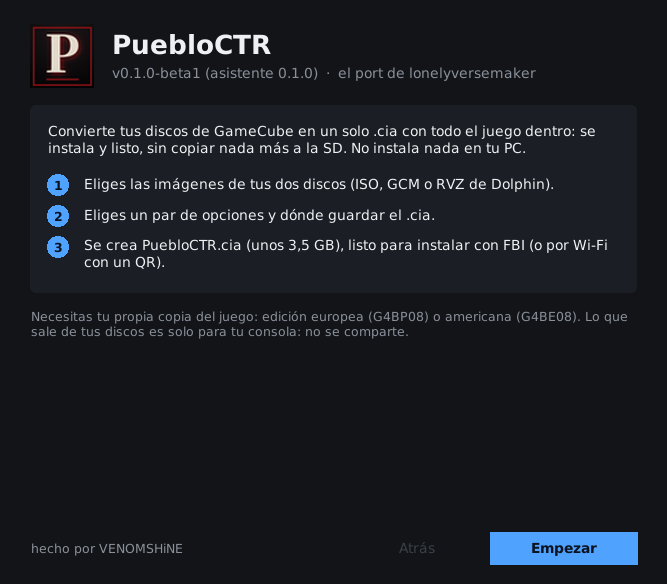 P
PuebloCTR
v0.1.0-beta1 (asistente 0.1.0)  ·  el port de lonelyversemaker
Convierte tus discos de GameCube en un solo .cia con todo el juego dentro: se
instala y listo, sin copiar nada más a la SD. No instala nada en tu PC.
1 Eliges las imágenes de tus dos discos (ISO, GCM o RVZ de Dolphin).
2 Eliges un par de opciones y dónde guardar el .cia.
3 Se crea PuebloCTR.cia (unos 3,5 GB), listo para instalar con FBI (o por Wi-Fi
con un QR).
Necesitas tu propia copia del juego: edición europea (G4BP08) o americana (G4BE08). Lo que
sale de tus discos es solo para tu consola: no se comparte.
hecho por VENOMSHiNE
Atrás
Empezar